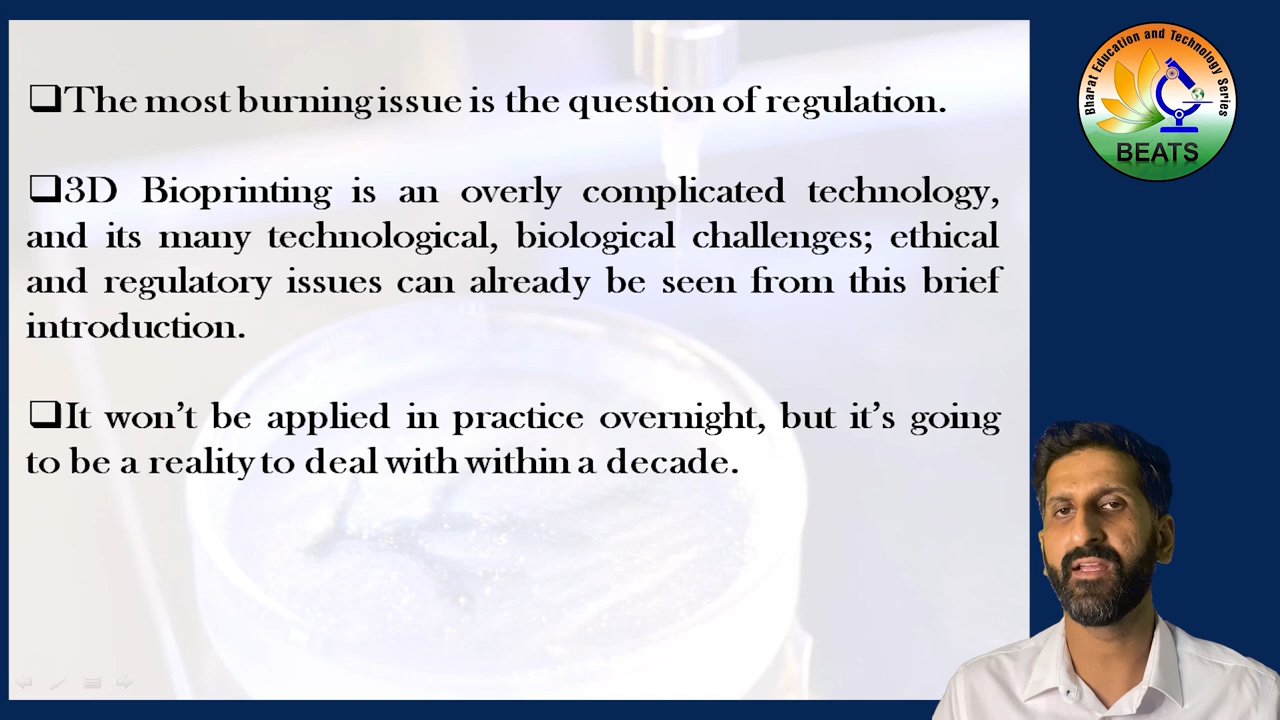 ❑The most burning issue is the question of regulation.
❑3D Bioprinting is an overly complicated technology,
and its many technological, biological challenges; ethical
and regulatory issues can already be seen from this brief
introduction.
❑It won’t be applied in practice overnight, but it’s going
to be a reality to deal with within a decade.
Bharat Education and Technology Series
BEATS